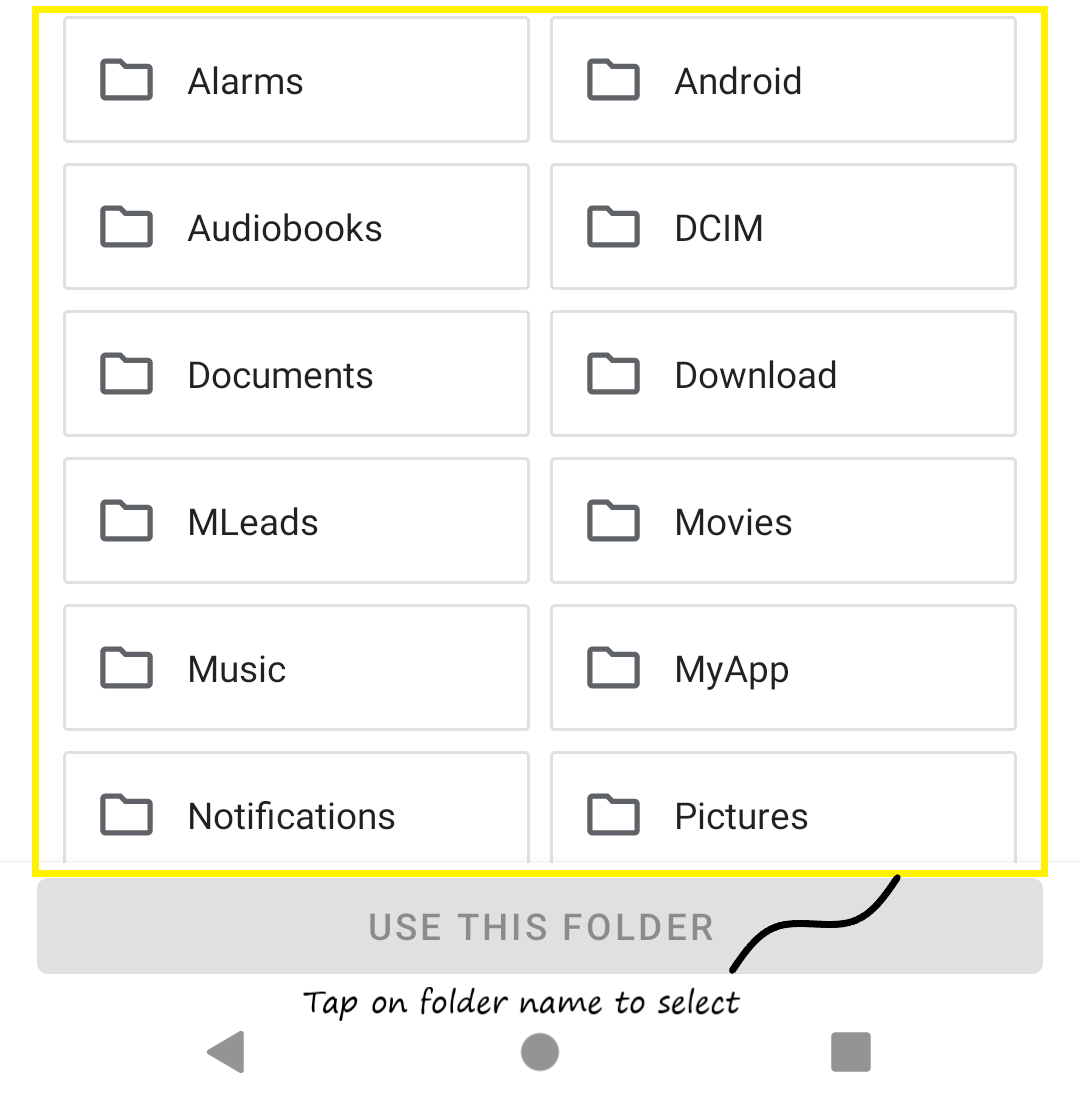 Alarms
Android
Audiobooks
DCIM
Documents
Download
MLeads
Movies
Music
MyApp
Notifications
Pictures
USE THIS FOLDER
Tap on folder name to select